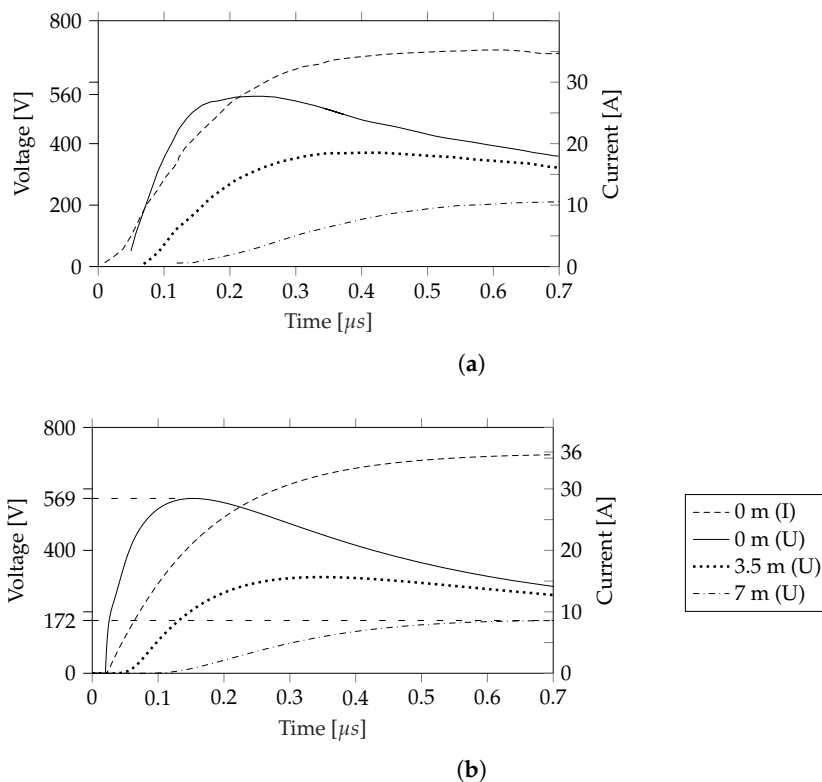 800
560
400
200
0
Voltage [V]
30
20
10
0
Current [A]
0 0.1 0.2 0.3 0.4 0.5 0.6 0.7
Time [μs]
(a)
800
569
400
172
0
Voltage [V]
36
30
20
10
0
Current [A]
0 0.1 0.2 0.3 0.4 0.5 0.6 0.7
Time [μs]
0 m (I)
0 m (U)
3.5 m (U)
7 m (U)
(b)